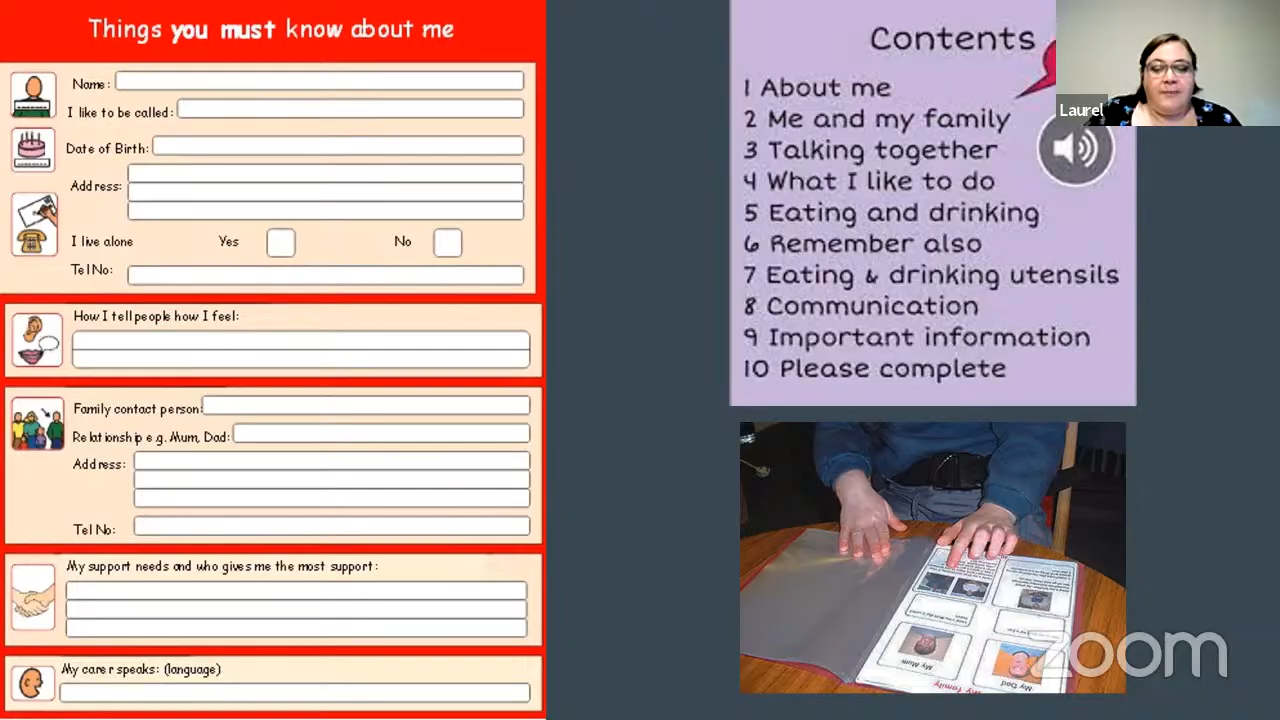 Things you must know about me
Name:
I like to be called:
Date of Birth:
Address:
I live alone Yes No
Tel No:
How I tell people how I feel:
Family contact person:
Relationship e.g. Mum, Dad:
Address:
Tel No:
My support needs and who gives me the most support:
My carer speaks: (language)
Contents
1 About me
2 Me and my family
3 Talking together
4 What I like to do
5 Eating and drinking
6 Remember also
7 Eating & drinking utensils
8 Communication
9 Important information
10 Please complete
Laurel
My Mum
My Dad
zoom